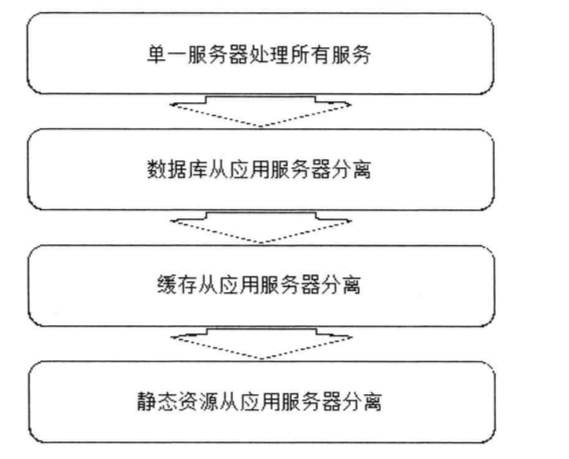 单一服务器处理所有服务
数据库从应用服务器分离
缓存从应用服务器分离
静态资源从应用服务器分离